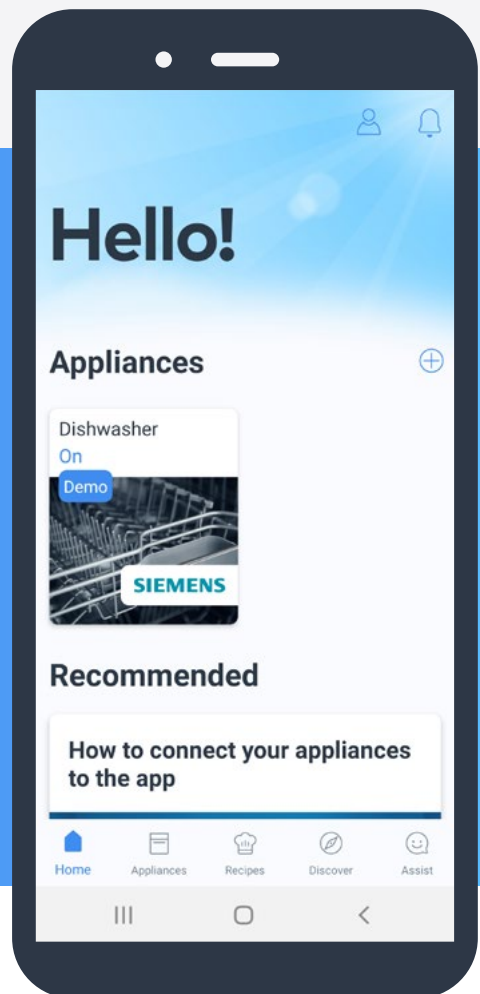 Hello!
Appliances
Dishwasher
On
Demo
SIEMENS
Recommended
How to connect your appliances
to the app
Home Appliances Recipes Discover Assist